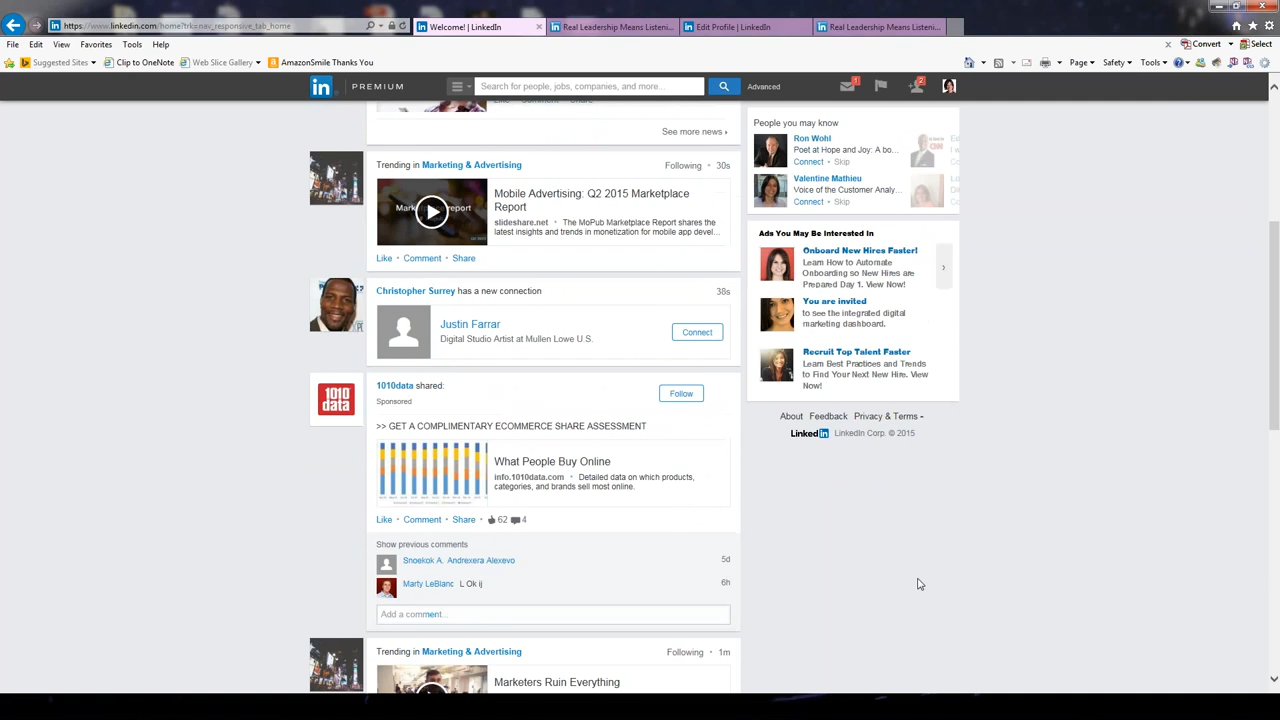 https://www.linkedin.com/home?trk=nav_responsive_tab_home
Welcome! | LinkedIn
Real Leadership Means Listeni...
Edit Profile | LinkedIn
Real Leadership Means Listeni...
File Edit View Favorites Tools Help
Convert Select
Suggested Sites Clip to OneNote Web Slice Gallery AmazonSmile Thanks You
Page Safety Tools
in PREMIUM Search for people, jobs, companies, and more... Advanced 1 2
See more news
Trending in Marketing & Advertising
Following • 30s
Mobile Advertising: Q2 2015 Marketplace
Report
slideshare.net • The MoPub Marketplace Report shares the
latest insights and trends in monetization for mobile app devel...
Like • Comment • Share
Christopher Surrey has a new connection
38s
Justin Farrar
Digital Studio Artist at Mullen Lowe U.S.
Connect
1010
data
1010data shared:
Sponsored
Follow
>> GET A COMPLIMENTARY ECOMMERCE SHARE ASSESSMENT
What People Buy Online
info.1010data.com • Detailed data on which products,
categories, and brands sell most online.
Like • Comment • Share • 62 4
Show previous comments
Snoekok A. Andrexera Alexevo
5d
Marty LeBlanc L Ok ij
6h
Add a comment...
Trending in Marketing & Advertising
Following • 1m
Marketers Ruin Everything
People you may know
Ron Wohl
Poet at Hope and Joy: A bo...
Connect • Skip
Valentine Mathieu
Voice of the Customer Analy...
Connect • Skip
Ads You May Be Interested In
Onboard New Hires Faster!
Learn How to Automate
Onboarding so New Hires are
Prepared Day 1. View Now!
You are invited
to see the integrated digital
marketing dashboard.
Recruit Top Talent Faster
Learn Best Practices and Trends
to Find Your Next New Hire. View
Now!
About Feedback Privacy & Terms
Linked in LinkedIn Corp. © 2015